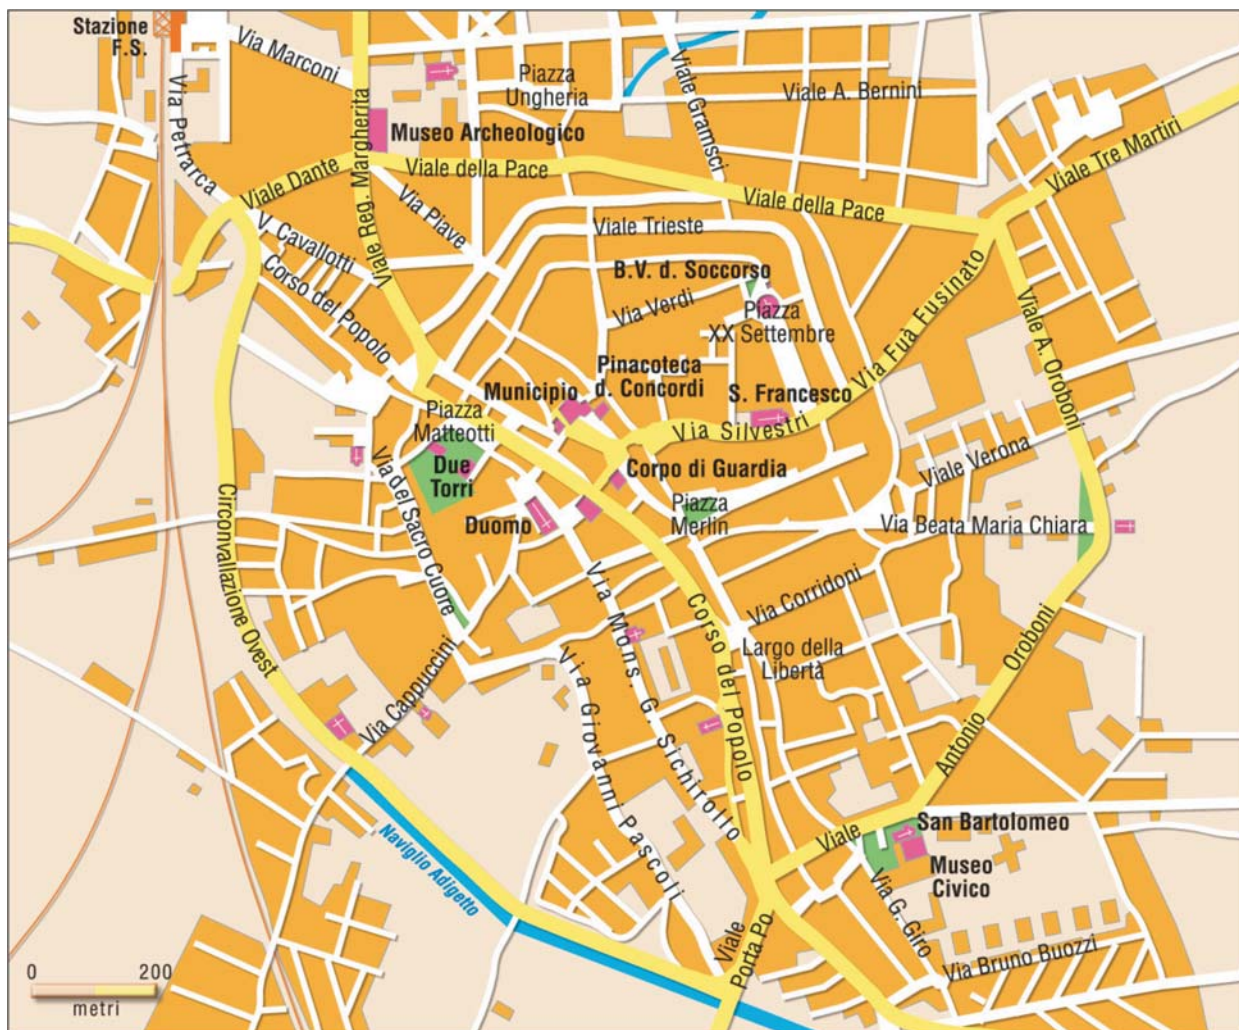 Stazione
F.S.
Via Marconi
Piazza
Ungheria
Viale Gramsci
Viale A. Bernini
Via Petrarca
Viale Reg. Margherita
Museo Archeologico
Viale Tre Martiri
Viale Dante
Viale della Pace
Viale della Pace
Via Piave
Viale Trieste
V. Cavallotti
Corso del Popolo
B.V. d. Soccorso
Via Verdi
Piazza
XX Settembre
Via Fuà Fusinato
Viale A. Oroboni
Pinacoteca
d. Concordi
Municipio
S. Francesco
Piazza
Matteotti
Via Silvestri
Due
Torri
Corpo di Guardia
Viale Verona
Via del Sacro Cuore
Duomo
Piazza
Merlin
Via Beata Maria Chiara
Circonvallazione Ovest
Via Mons. G. Sichirollo
Corso del Popolo
Via Corridoni
Largo della
Libertà
Via Cappuccini
Via Giovanni Pascoli
Viale Antonio Oroboni
Naviglio Adigetto
San Bartolomeo
Museo
Civico
Via G. Giro
Viale
Porta Po
Via Bruno Buozzi
0 200
metri